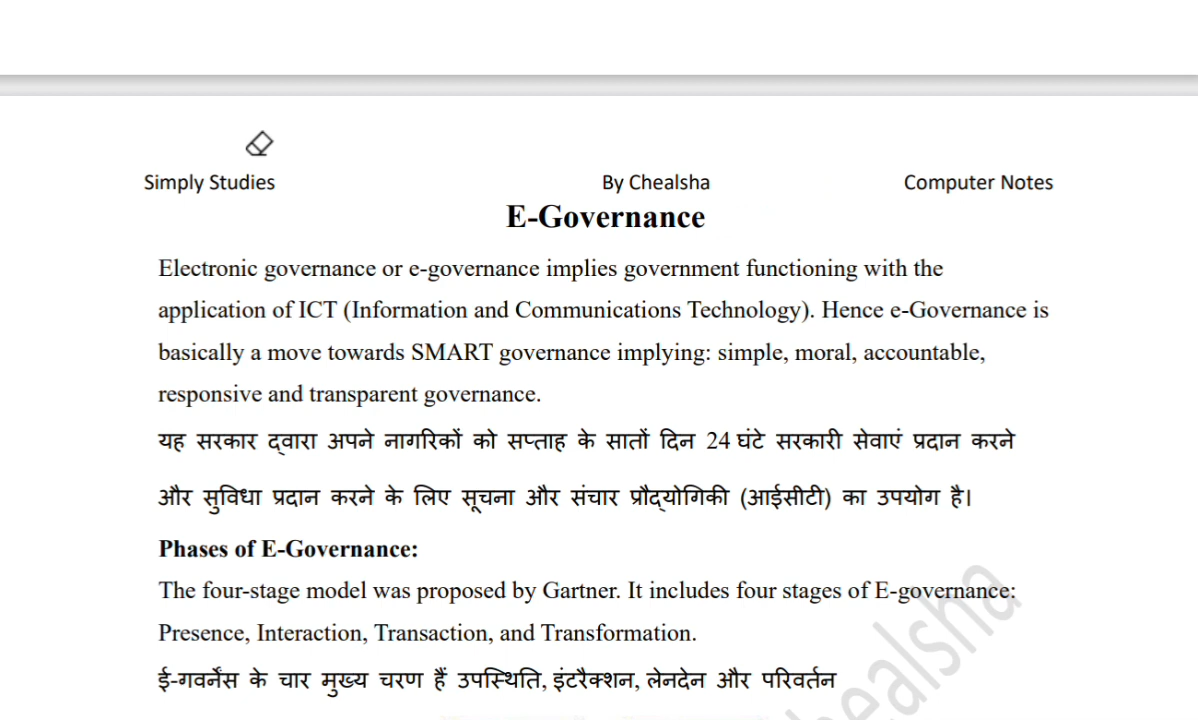 Simply Studies By Chealsha Computer Notes
E-Governance
Electronic governance or e-governance implies government functioning with the
application of ICT (Information and Communications Technology). Hence e-Governance is
basically a move towards SMART governance implying: simple, moral, accountable,
responsive and transparent governance.
यह सरकार द्वारा अपने नागरिकों को सप्ताह के सातों दिन 24 घंटे सरकारी सेवाएं प्रदान करने
और सुविधा प्रदान करने के लिए सूचना और संचार प्रौद्योगिकी (आईसीटी) का उपयोग है।
Phases of E-Governance:
The four-stage model was proposed by Gartner. It includes four stages of E-governance:
Presence, Interaction, Transaction, and Transformation.
ई-गवर्नेंस के चार मुख्य चरण हैं उपस्थिति, इंटरैक्शन, लेनदेन और परिवर्तन